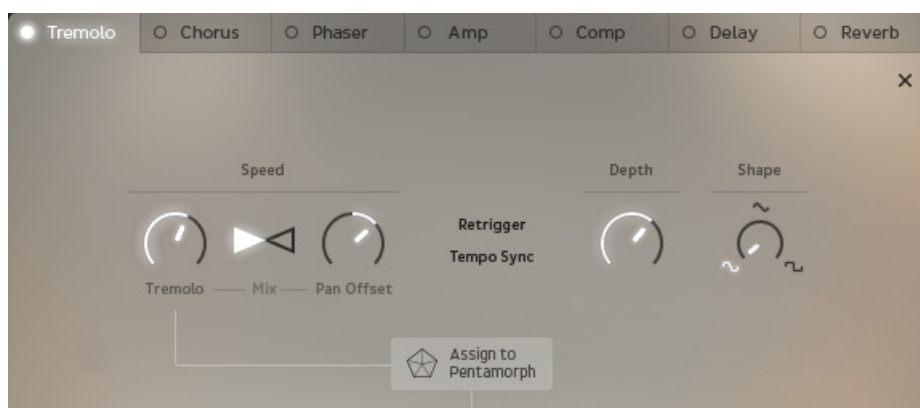 Tremolo Chorus Phaser Amp Comp Delay Reverb
Speed Depth Shape
Retrigger
Tempo Sync
Tremolo Mix Pan Offset
Assign to
Pentamorph